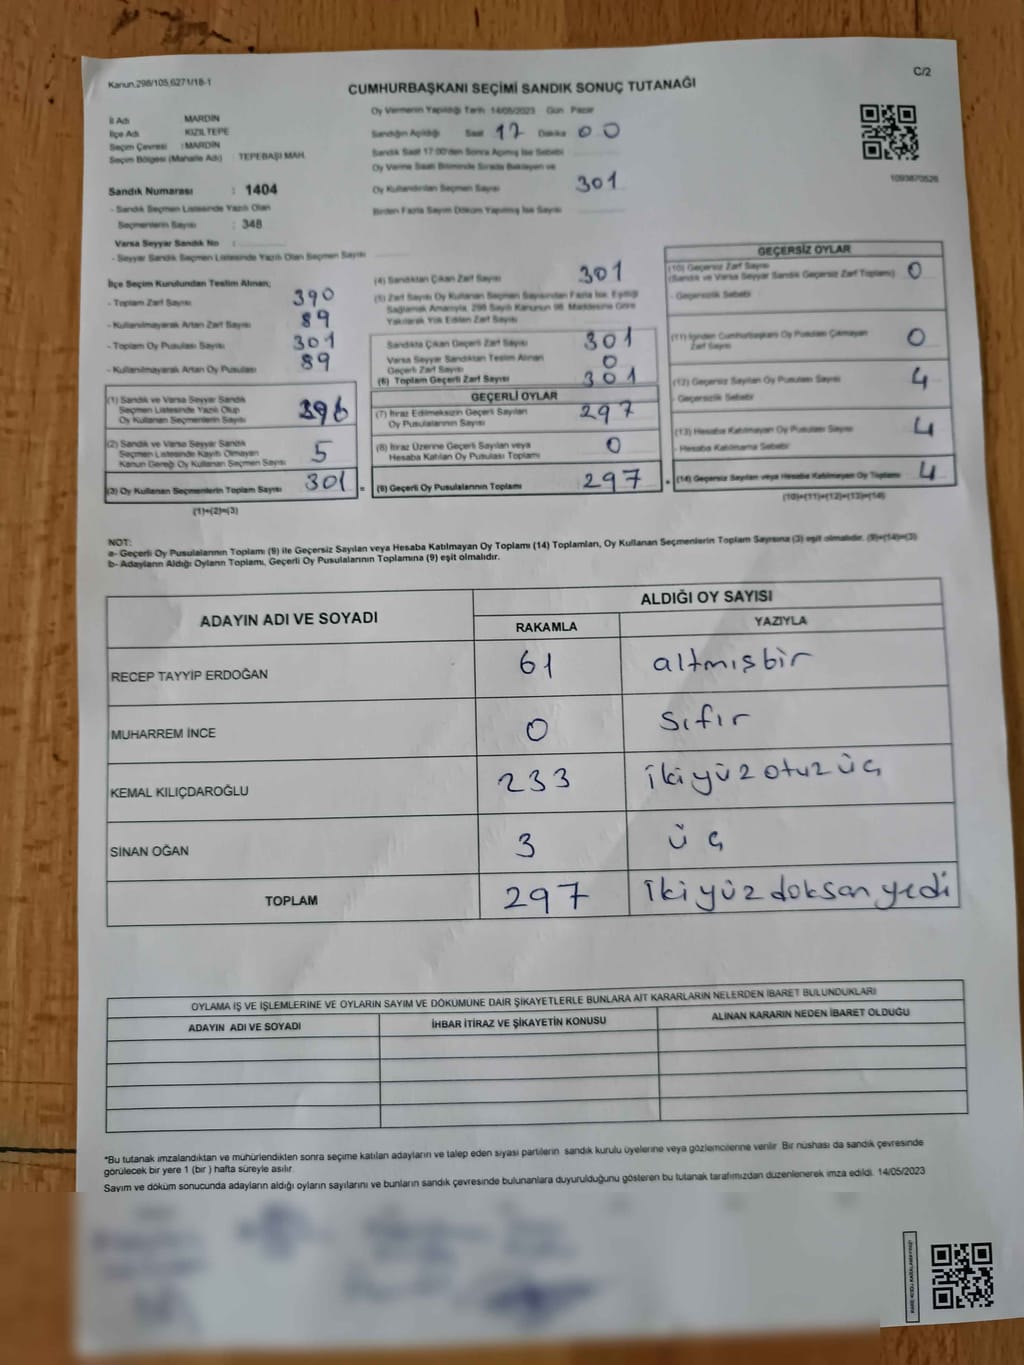 Kanun.298/105,6271/18-1
C/2
CUMHURBAŞKANI SEÇİMİ SANDIK SONUÇ TUTANAĞI
İl Adı MARDİN
İlçe Adı KIZILTEPE
Seçim Çevresi : MARDİN
Seçim Bölgesi (Mahalle Adı) : TEPEBAŞI MAH.
Sandık Numarası : 1404
- Sandık Seçmen Listesinde Yazılı Olan
Seçmenlerin Sayısı : 348
Varsa Seyyar Sandık No :
- Seyyar Sandık Seçmen Listesinde Yazılı Olan Seçmen Sayısı
Oy Vermenin Yapıldığı Tarih 14/05/2023 Gün Pazar
Sandığın Açıldığı Saat 17 Dakika 00
Sandık Saat 17:00'den Sonra Açılmış İse Sebebi
Oy Verme Saati Bitiminde Sırada Bekleyen ve
Oy Kullandırılan Seçmen Sayısı 301
Birden Fazla Sayım Döküm Yapılmış İse Sayısı
1093870526
İlçe Seçim Kurulundan Teslim Alınan;
- Toplam Zarf Sayısı 390
- Kullanılmayarak Artan Zarf Sayısı 89
- Toplam Oy Pusulası Sayısı 301
- Kullanılmayarak Artan Oy Pusulası 89
(1) Sandık ve Varsa Seyyar Sandık
Seçmen Listesinde Yazılı Olup
Oy Kullanan Seçmenlerin Sayısı 396
(2) Sandık ve Varsa Seyyar Sandık
Seçmen Listesinde Kayıtlı Olmayan
Kanun Gereği Oy Kullanan Seçmen Sayısı 5
(3) Oy Kullanan Seçmenlerin Toplam Sayısı 301 =
(1)+(2)=(3)
(4) Sandıktan Çıkan Zarf Sayısı 301
(5) Zarf Sayısı Oy Kullanan Seçmen Sayısından Fazla İse, Eşitliği
Sağlamak Amacıyla, 298 Sayılı Kanunun 98. Maddesine Göre
Yakılarak Yok Edilen Zarf Sayısı
Sandıkta Çıkan Geçerli Zarf Sayısı 301
Varsa Seyyar Sandıktan Teslim Alınan
Geçerli Zarf Sayısı 0
(6) Toplam Geçerli Zarf Sayısı 301
GEÇERLİ OYLAR
(7) İtiraz Edilmeksizin Geçerli Sayılan
Oy Pusulalarının Sayısı 297
(8) İtiraz Üzerine Geçerli Sayılan veya
Hesaba Katılan Oy Pusulası Toplamı 0
(9) Geçerli Oy Pusulalarının Toplamı 297 +
GEÇERSİZ OYLAR
(10) Geçersiz Zarf Sayısı
(Sandık ve Varsa Seyyar Sandık Geçersiz Zarf Toplamı) 0
- Geçersizlik Sebebi
(11) İçinden Cumhurbaşkanı Oy Pusulası Çıkmayan
Zarf Sayısı 0
(12) Geçersiz Sayılan Oy Pusulası Sayısı 4
- Geçersizlik Sebebi
(13) Hesaba Katılmayan Oy Pusulası Sayısı 4
- Hesaba Katılmama Sebebi
(14) Geçersiz Sayılan veya Hesaba Katılmayan Oy Toplamı 4
(10)+(11)+(12)+(13)=(14)
NOT:
a- Geçerli Oy Pusulalarının Toplamı (9) ile Geçersiz Sayılan veya Hesaba Katılmayan Oy Toplamı (14) Toplamları, Oy Kullanan Seçmenlerin Toplam Sayısına (3) eşit olmalıdır. (9)+(14)=(3)
b- Adayların Aldığı Oyların Toplamı, Geçerli Oy Pusulalarının Toplamına (9) eşit olmalıdır.
ADAYIN ADI VE SOYADI ALDIĞI OY SAYISI
RAKAMLA YAZIYLA
RECEP TAYYİP ERDOĞAN 61 altmışbir
MUHARREM İNCE 0 sıfır
KEMAL KILIÇDAROĞLU 233 ikiyüzotuzüç
SİNAN OĞAN 3 üç
TOPLAM 297 ikiyüzdoksanyedi
OYLAMA İŞ VE İŞLEMLERİNE VE OYLARIN SAYIM VE DÖKÜMÜNE DAİR ŞİKAYETLERLE BUNLARA AİT KARARLARIN NELERDEN İBARET BULUNDUKLARI
ADAYIN ADI VE SOYADI İHBAR İTİRAZ VE ŞİKAYETİN KONUSU ALINAN KARARIN NEDEN İBARET OLDUĞU
*Bu tutanak imzalandıktan ve mühürlendikten sonra seçime katılan adayların ve talep eden siyasi partilerin sandık kurulu üyelerine veya gözlemcilerine verilir. Bir nüshası da sandık çevresinde
görülecek bir yere 1 (bir) hafta süreyle asılır.
Sayım ve döküm sonucunda adayların aldığı oyların sayılarını ve bunların sandık çevresinde bulunanlara duyurulduğunu gösteren bu tutanak tarafımızdan düzenlenerek imza edildi. 14/05/2023